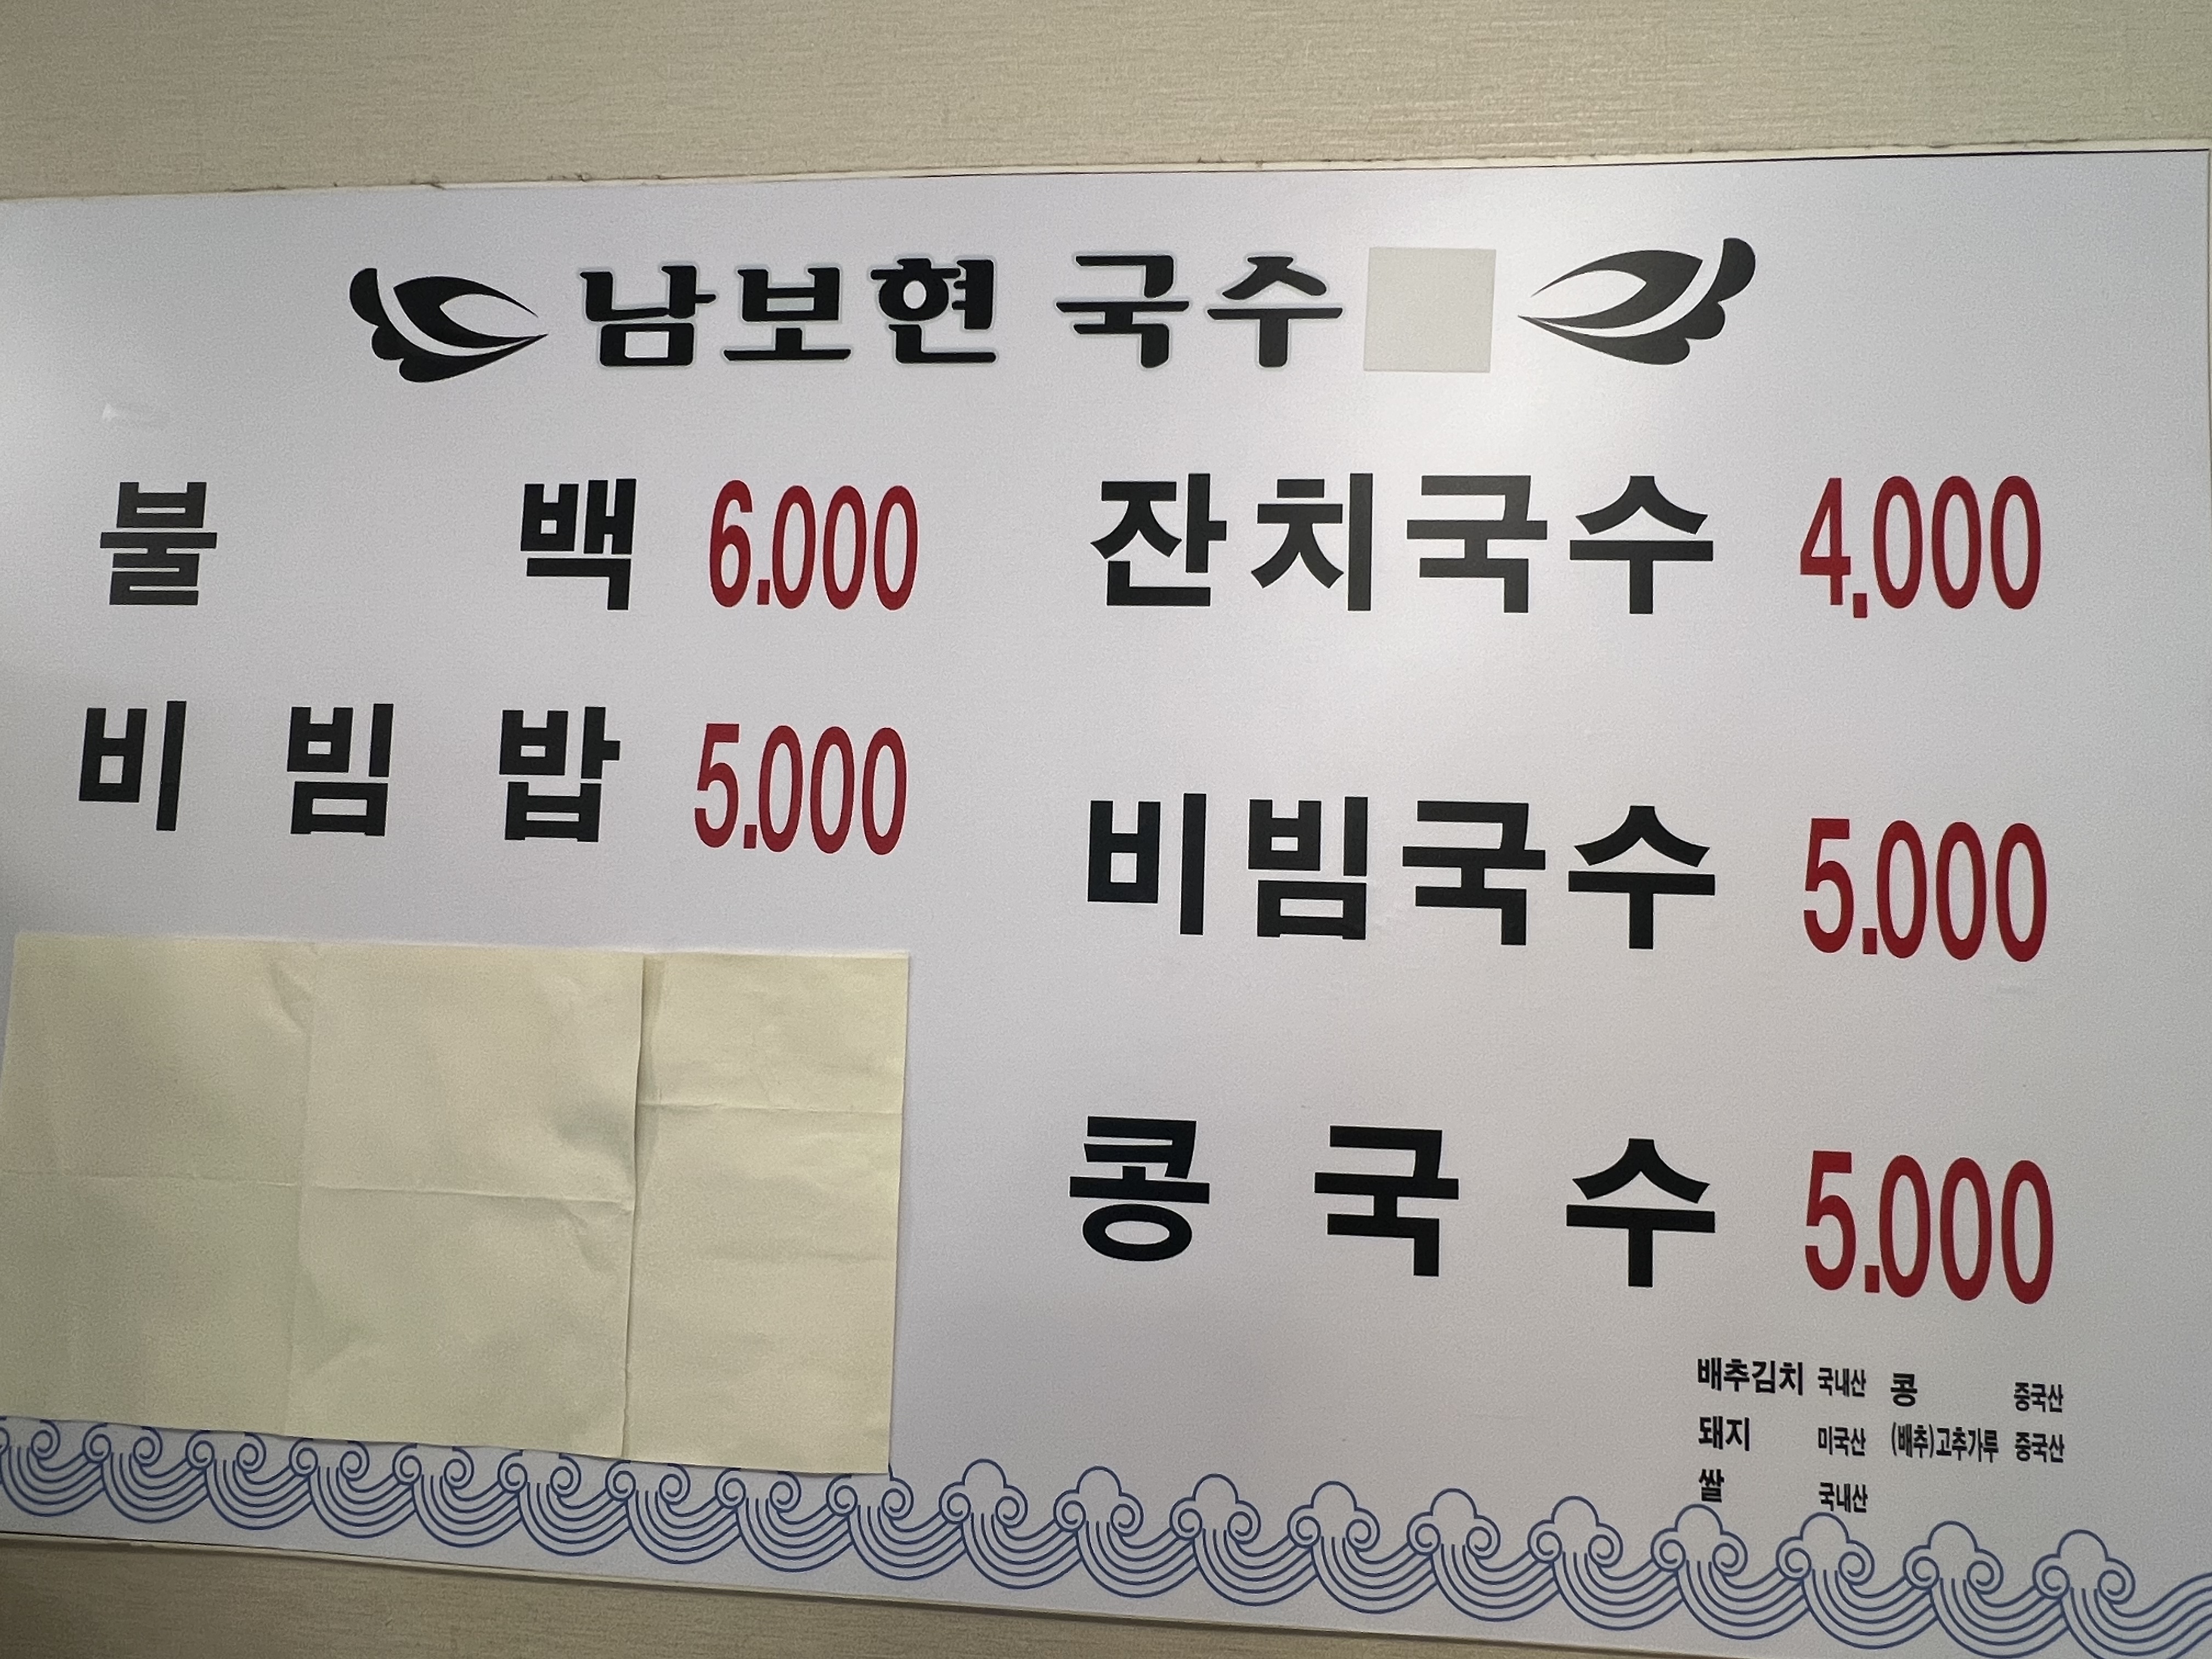 남보현 국수
불 백 6.000
비 빔 밥 5.000
잔치국수 4.000
비빔국수 5.000
콩 국 수 5.000
배추김치 국내산 콩 중국산
돼지 미국산 (배추)고추가루 중국산
쌀 국내산